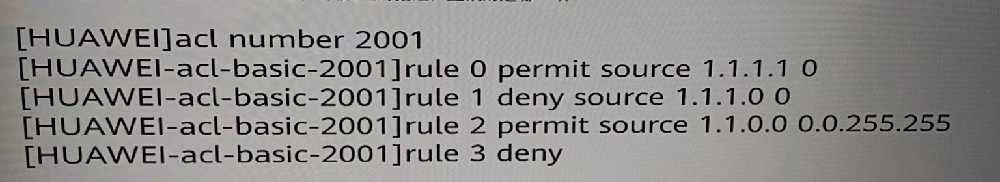 [HUAWEI]acl number 2001
[HUAWEI-acl-basic-2001]rule 0 permit source 1.1.1.1 0
[HUAWEI-acl-basic-2001]rule 1 deny source 1.1.1.0 0
[HUAWEI-acl-basic-2001]rule 2 permit source 1.1.0.0 0.0.255.255
[HUAWEI-acl-basic-2001]rule 3 deny